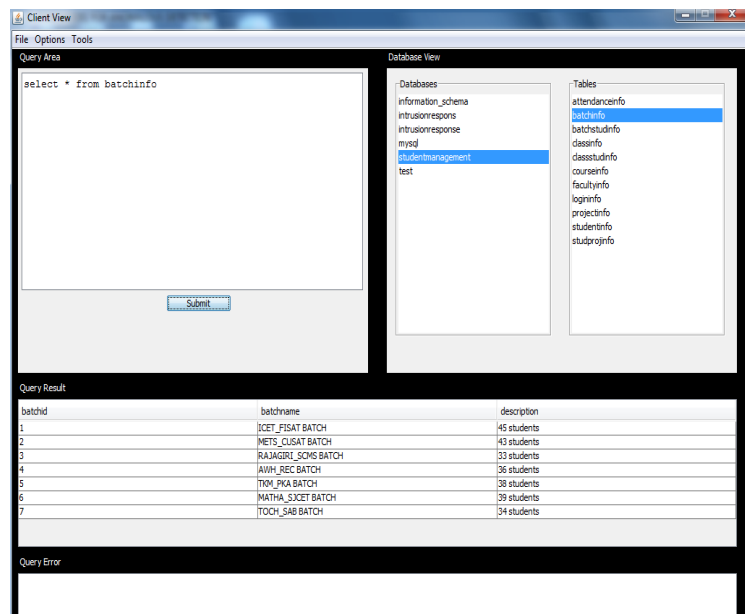 Client View
File Options Tools
Query Area
select * from batchinfo
Submit
Database View
Databases
information_schema
intrusionrespons
intrusionresponse
mysql
studentmanagement
test
Tables
attendanceinfo
batchinfo
batchstudinfo
classinfo
classstudinfo
courseinfo
facultyinfo
logininfo
projectinfo
studentinfo
studprojinfo
Query Result
batchid batchname description
1 ICET_FISAT BATCH 45 students
2 METS_CUSAT BATCH 43 students
3 RAJAGIRI_SCMS BATCH 33 students
4 AWH_REC BATCH 36 students
5 TKM_PKA BATCH 38 students
6 MATHA_SJCET BATCH 39 students
7 TOCH_SAB BATCH 34 students
Query Error